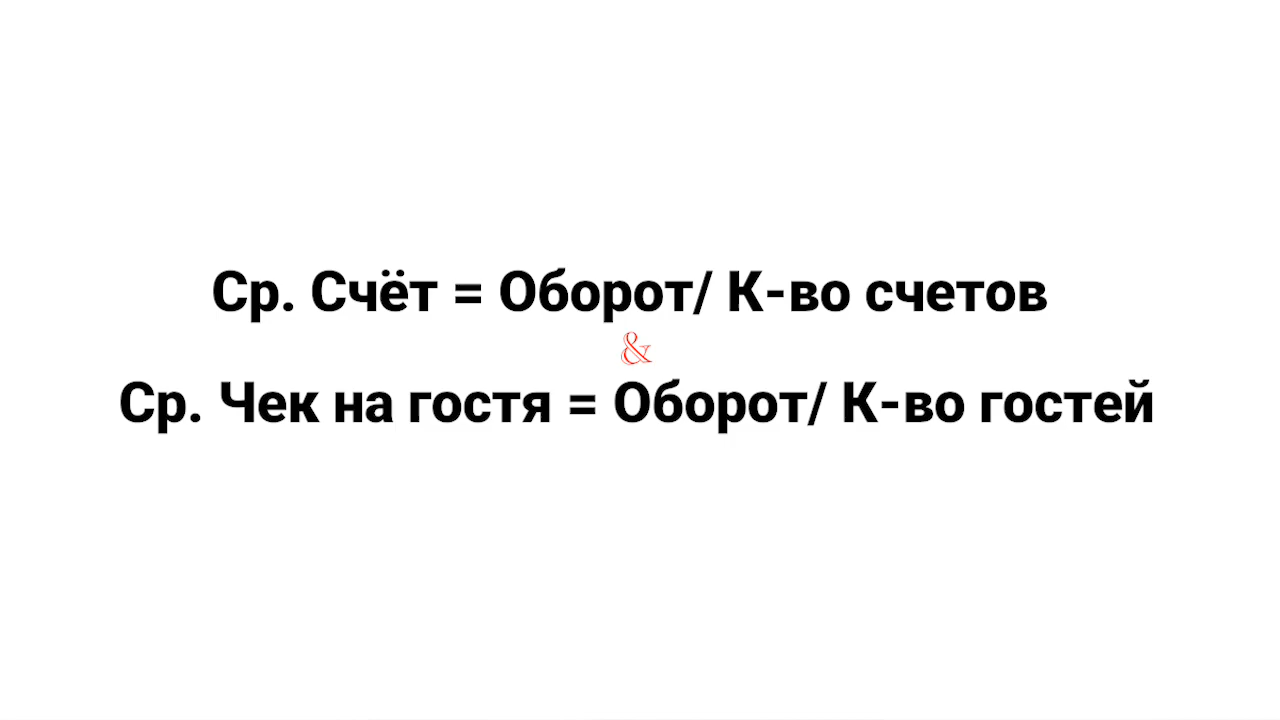 Ср. Счёт = Оборот/ К-во счетов
&
Ср. Чек на гостя = Оборот/ К-во гостей